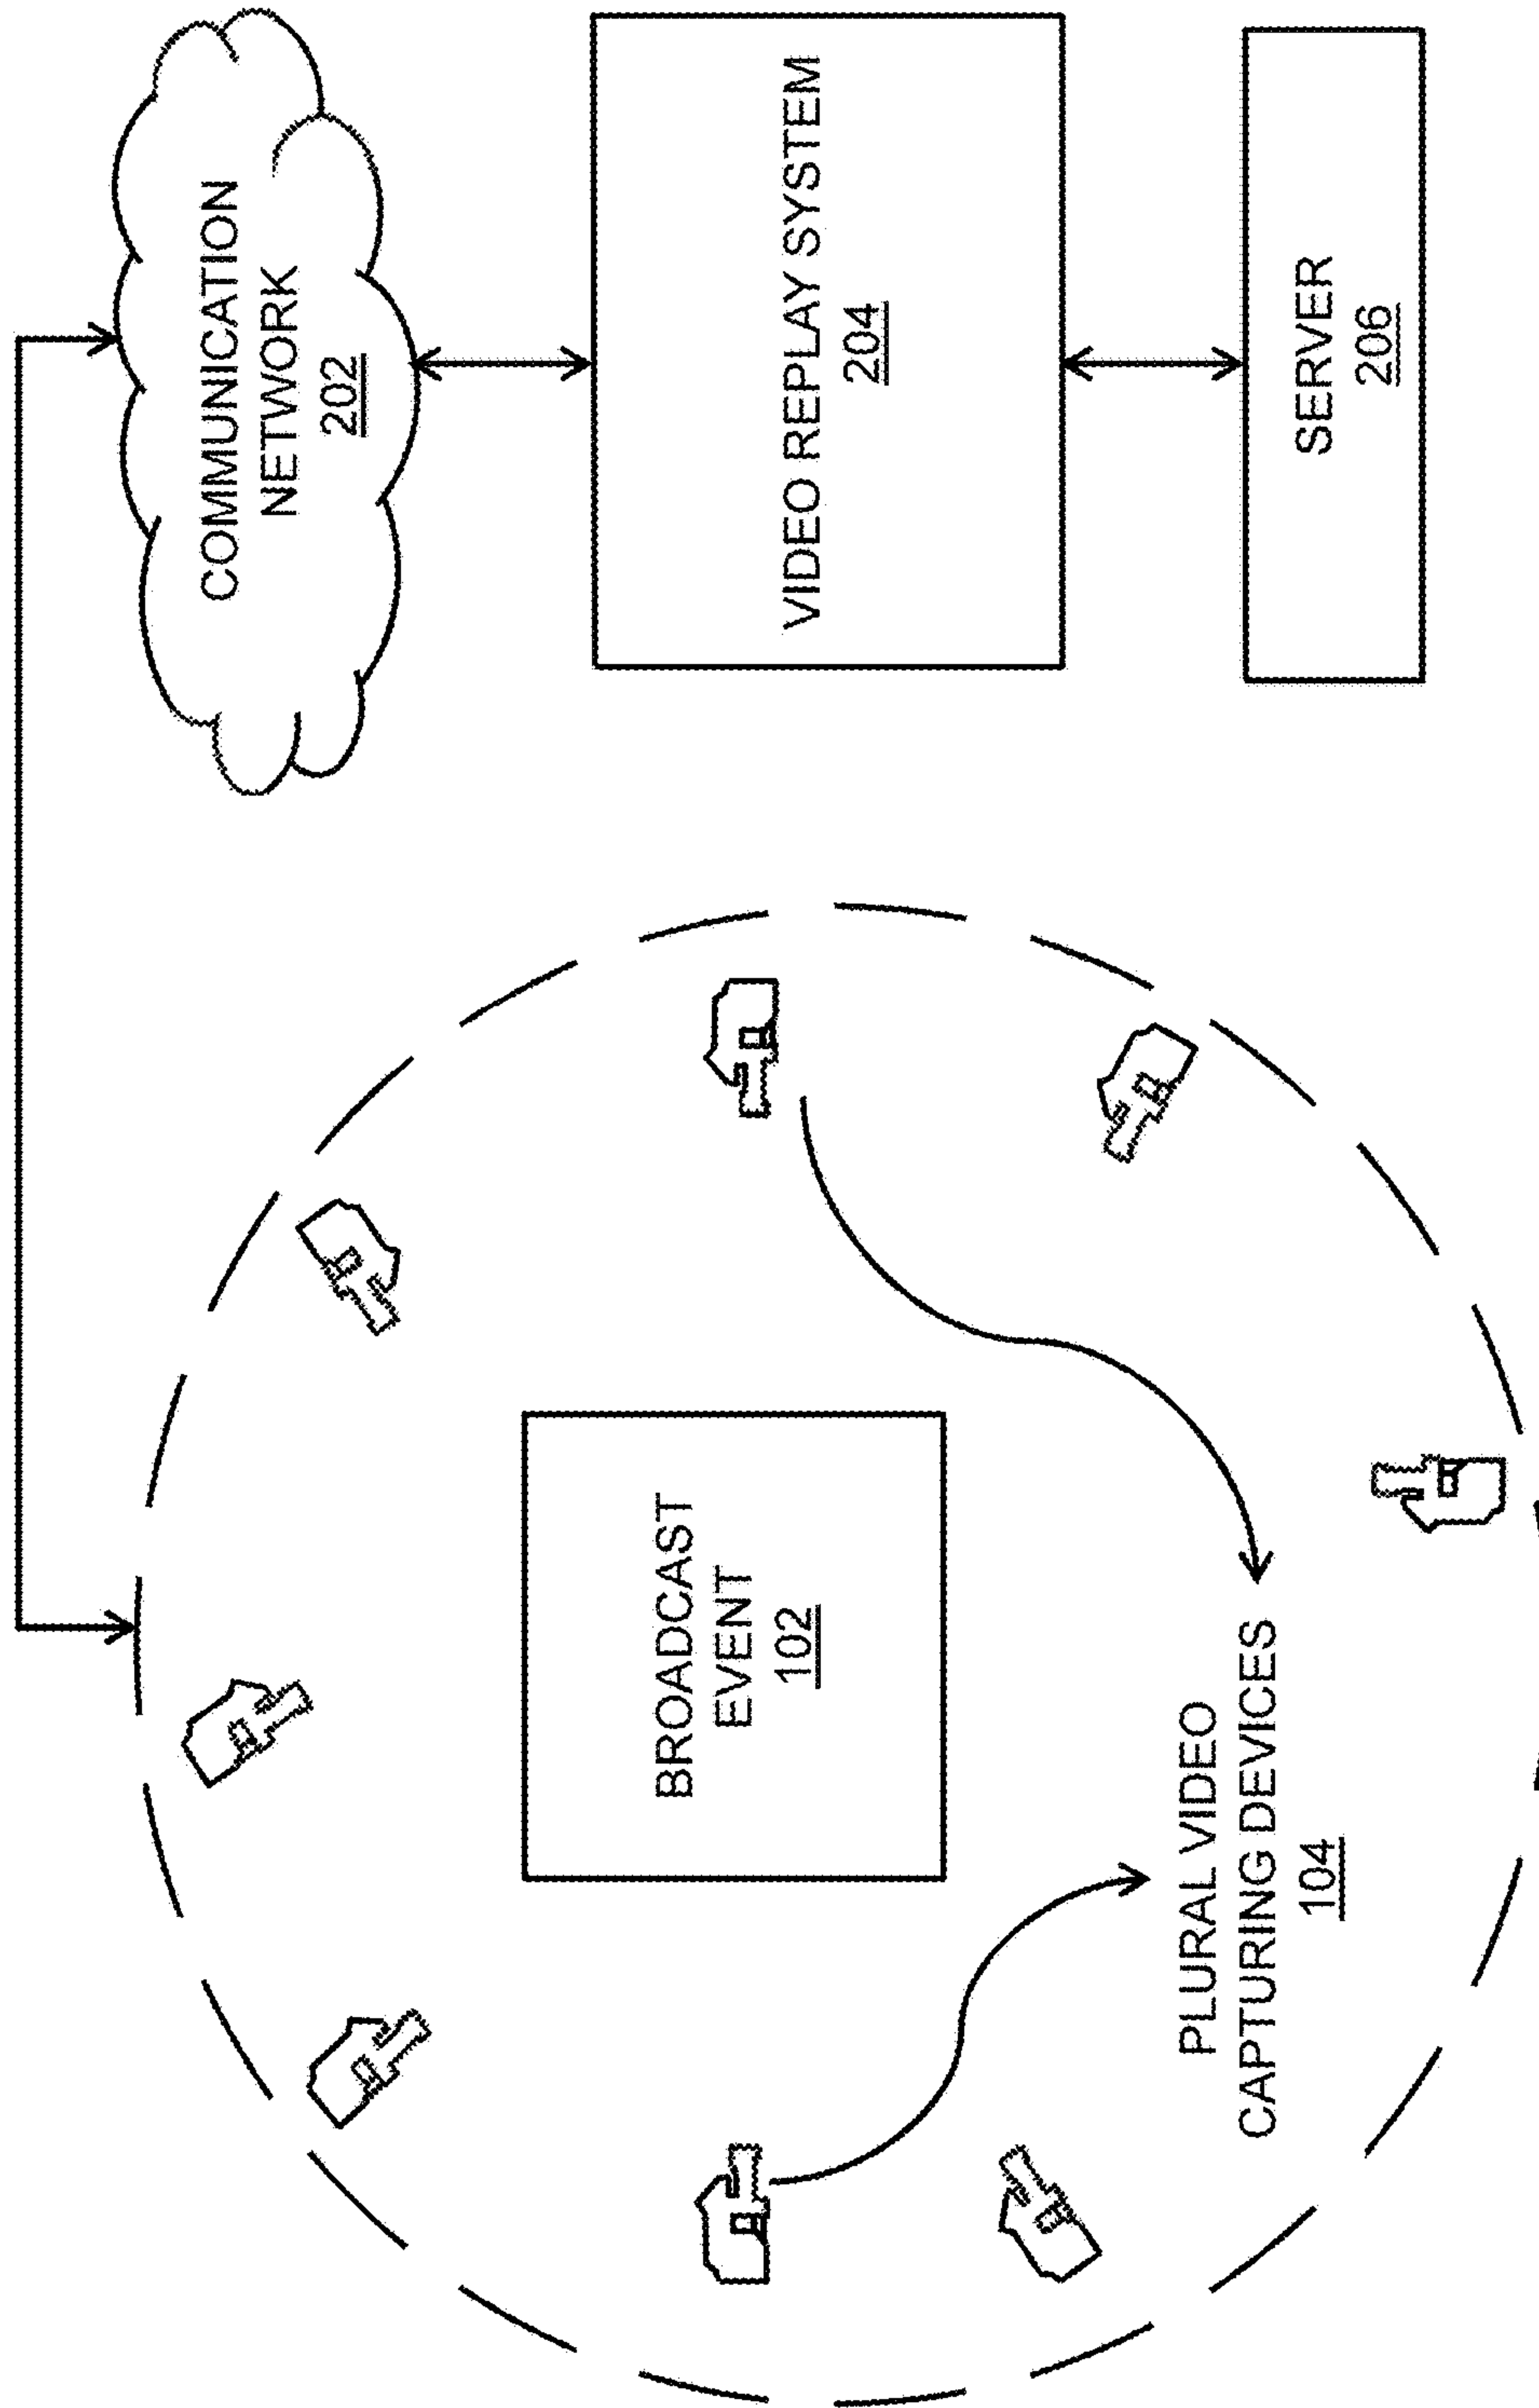 BROADCAST
EVENT
102
PLURAL VIDEO
CAPTURING DEVICES
104
COMMUNICATION
NETWORK
202
VIDEO REPLAY SYSTEM
204
SERVER
206